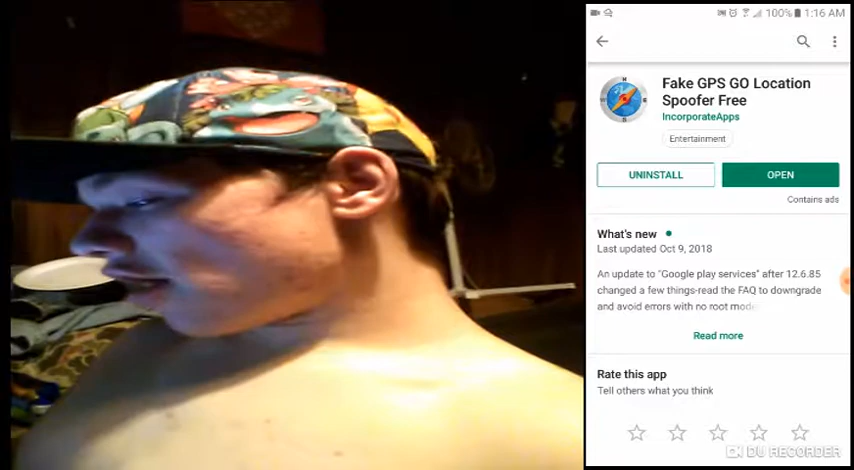 100% 1:16 AM
Fake GPS GO Location
Spoofer Free
IncorporateApps
Entertainment
UNINSTALL
OPEN
Contains ads
What's new
Last updated Oct 9, 2018
An update to "Google play services" after 12.6.85
changed a few things-read the FAQ to downgrade
and avoid errors with no root mode
Read more
Rate this app
Tell others what you think
DU RECORDER